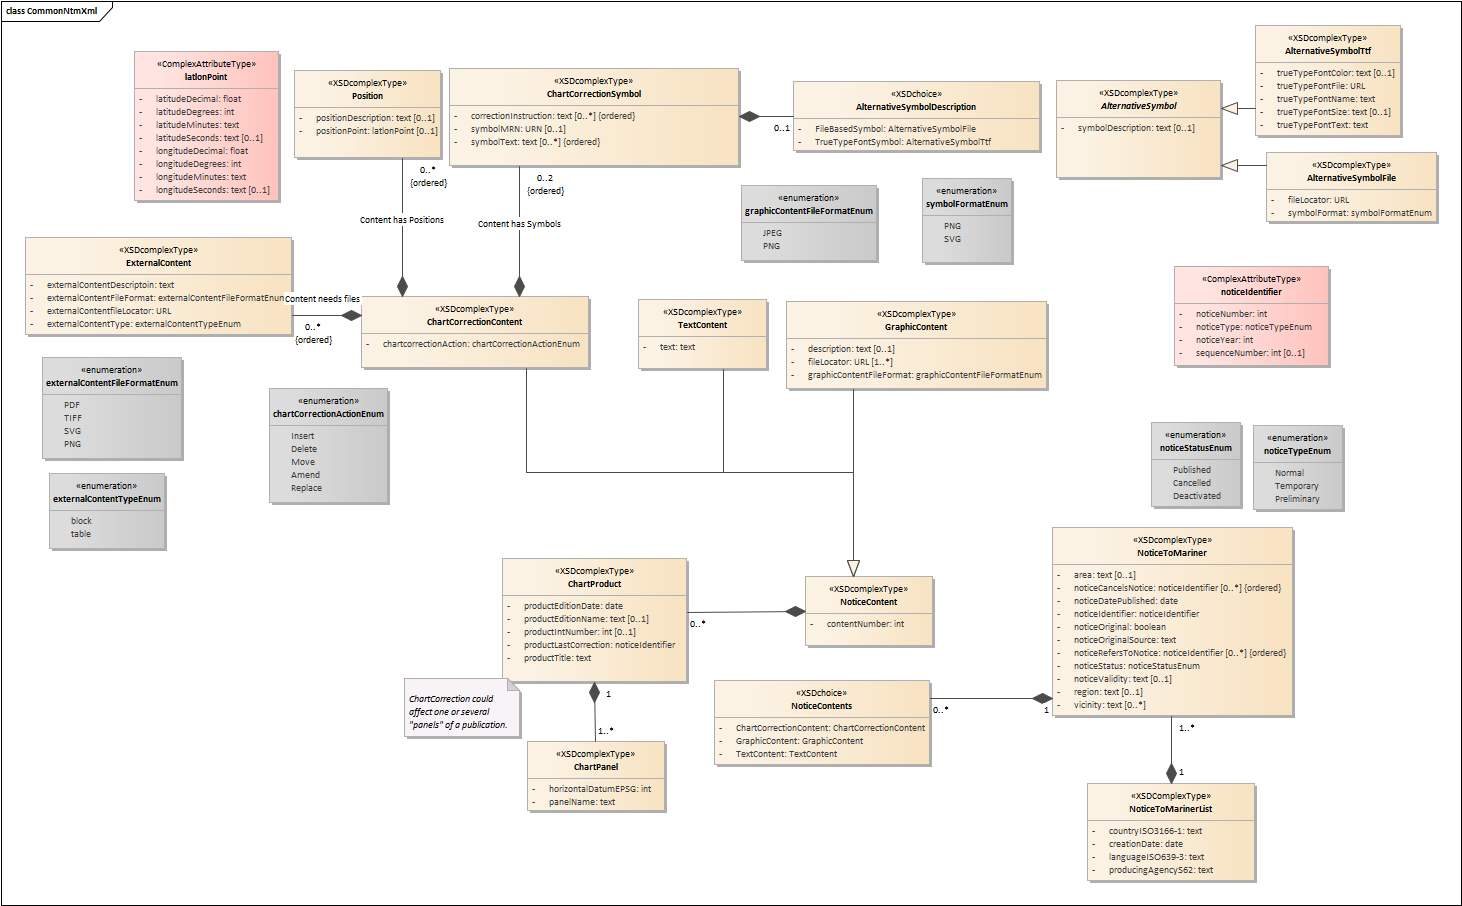 class CommonNtmXml
«ComplexAttributeType»
latlonPoint
- latitudeDecimal: float
- latitudeDegrees: int
- latitudeMinutes: text
- latitudeSeconds: text [0..1]
- longitudeDecimal: float
- longitudeDegrees: int
- longitudeMinutes: text
- longitudeSeconds: text [0..1]
«XSDcomplexType»
Position
- positionDescription: text [0..1]
- positionPoint: latlonPoint [0..1]
«XSDcomplexType»
ChartCorrectionSymbol
- correctionInstruction: text [0..*] {ordered}
- symbolMRN: URN [0..1]
- symbolText: text [0..*] {ordered}
0..1
«XSDchoice»
AlternativeSymbolDescription
- FileBasedSymbol: AlternativeSymbolFile
- TrueTypeFontSymbol: AlternativeSymbolTtf
«XSDcomplexType»
AlternativeSymbol
- symbolDescription: text [0..1]
«XSDcomplexType»
AlternativeSymbolTtf
- trueTypeFontColor: text [0..1]
- trueTypeFontFile: URL
- trueTypeFontName: text
- trueTypeFontSize: text [0..1]
- trueTypeFontText: text
«XSDcomplexType»
AlternativeSymbolFile
- fileLocator: URL
- symbolFormat: symbolFormatEnum
0..*
{ordered}
Content has Positions
0..2
{ordered}
Content has Symbols
«enumeration»
graphicContentFileFormatEnum
JPEG
PNG
«enumeration»
symbolFormatEnum
PNG
SVG
«XSDcomplexType»
ExternalContent
- externalContentDescriptoin: text
- externalContentFileFormat: externalContentFileFormatEnum
- externalContentfileLocator: URL
- externalContentType: externalContentTypeEnum
Content needs files
0..*
{ordered}
«XSDcomplexType»
ChartCorrectionContent
- chartcorrectionAction: chartCorrectionActionEnum
«XSDcomplexType»
TextContent
- text: text
«XSDcomplexType»
GraphicContent
- description: text [0..1]
- fileLocator: URL [1..*]
- graphicContentFileFormat: graphicContentFileFormatEnum
«ComplexAttributeType»
noticeIdentifier
- noticeNumber: int
- noticeType: noticeTypeEnum
- noticeYear: int
- sequenceNumber: int [0..1]
«enumeration»
externalContentFileFormatEnum
PDF
TIFF
SVG
PNG
«enumeration»
chartCorrectionActionEnum
Insert
Delete
Move
Amend
Replace
«enumeration»
externalContentTypeEnum
block
table
«enumeration»
noticeStatusEnum
Published
Cancelled
Deactivated
«enumeration»
noticeTypeEnum
Normal
Temporary
Preliminary
«XSDcomplexType»
ChartProduct
- productEditionDate: date
- productEditionName: text [0..1]
- productIntNumber: int [0..1]
- productLastCorrection: noticeIdentifier
- productTitle: text
0..*
«XSDcomplexType»
NoticeContent
- contentNumber: int
«XSDcomplexType»
NoticeToMariner
- area: text [0..1]
- noticeCancelsNotice: noticeIdentifier [0..*] {ordered}
- noticeDatePublished: date
- noticeIdentifier: noticeIdentifier
- noticeOriginal: boolean
- noticeOriginalSource: text
- noticeRefersToNotice: noticeIdentifier [0..*] {ordered}
- noticeStatus: noticeStatusEnum
- noticeValidity: text [0..1]
- region: text [0..1]
- vicinity: text [0..*]
ChartCorrection could
affect one or several
"panels" of a publication.
1
1..*
«XSDcomplexType»
ChartPanel
- horizontalDatumEPSG: int
- panelName: text
«XSDchoice»
NoticeContents
- ChartCorrectionContent: ChartCorrectionContent
- GraphicContent: GraphicContent
- TextContent: TextContent
0..*
1
1..*
1
«XSDComplexType»
NoticeToMarinerList
- countryISO3166-1: text
- creationDate: date
- languageISO639-3: text
- producingAgencyS62: text